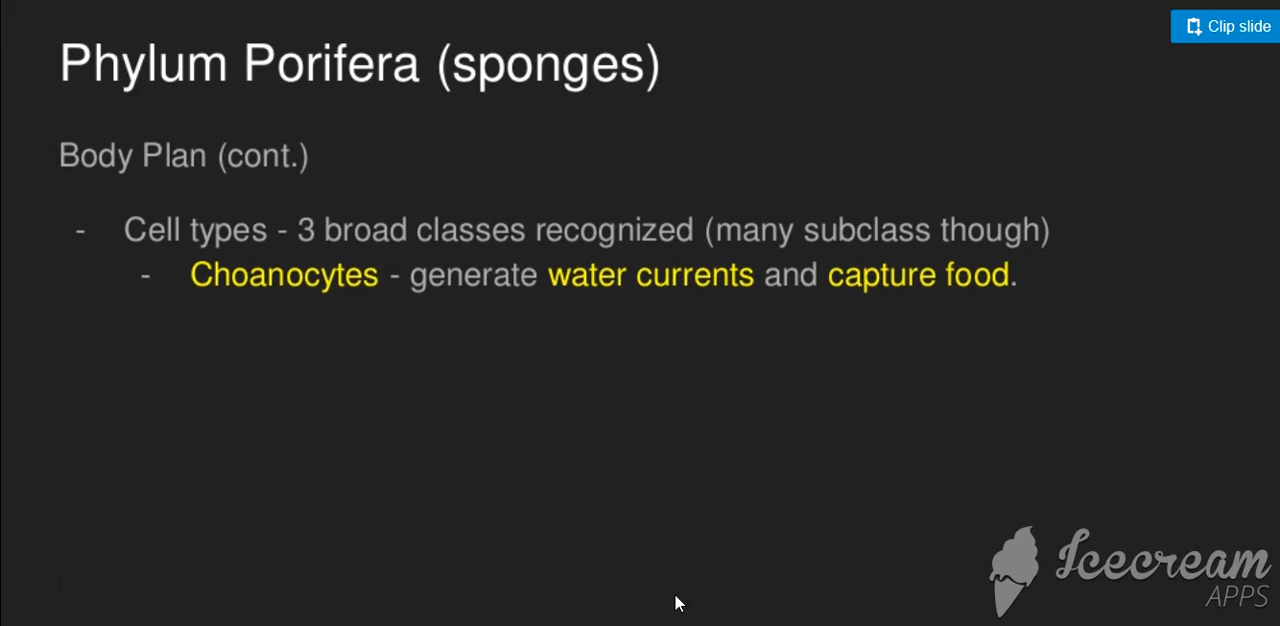 Clip slide
Phylum Porifera (sponges)
Body Plan (cont.)
- Cell types - 3 broad classes recognized (many subclass though)
- Choanocytes - generate water currents and capture food.
Icecream
APPS